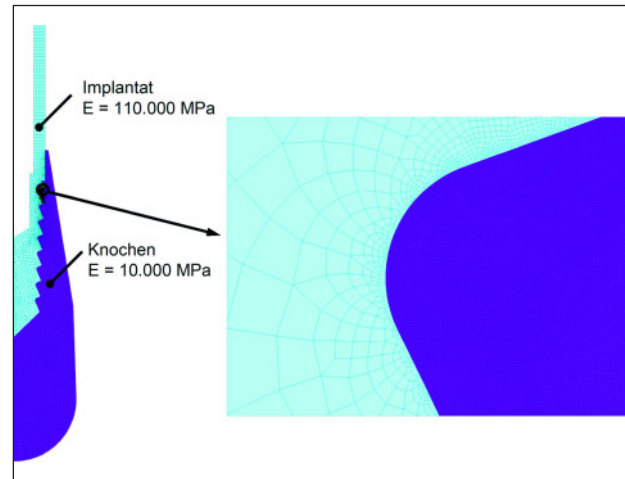 Implantat
E = 110.000 MPa
Knochen
E = 10.000 MPa